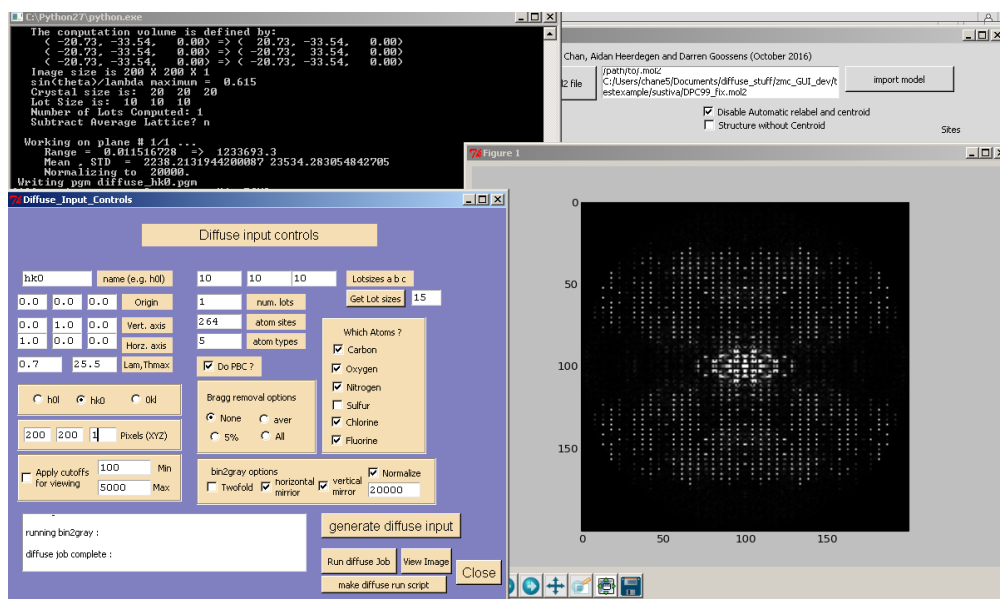 C:\Python27\python.exe
The computation volume is defined by:
( -20.73, -33.54, 0.00) => ( 20.73, -33.54, 0.00)
( -20.73, -33.54, 0.00) => ( -20.73, 33.54, 0.00)
( -20.73, -33.54, 0.00) => ( -20.73, -33.54, 0.00)
Image size is 200 X 200 X 1
sin(theta)/lambda maximum = 0.615
Crystal size is: 20 20 20
Lot Size is: 10 10 10
Number of Lots Computed: 1
Subtract Average Lattice? n
Working on plane # 1/1 ...
Range = 0.011516728 => 1233693.3
Mean , STD = 2238.2131944200087 23534.283054842705
Normalizing to 20000.
Writing pgm diffuse_hk0.pgm
Chan, Aidan Heerdegen and Darren Goossens (October 2016)
l2 file
/path/to/.mol2
C:/Users/chane5/Documents/diffuse_stuff/zmc_GUI_dev/t
estexample/sustiva/DPC99_fix.mol2
import model
Disable Automatic relabel and centroid
Structure without Centroid
Sites
Diffuse_Input_Controls
Diffuse input controls
hk0 name (e.g. h0l) 10 10 10 Lotsizes a b c
0.0 0.0 0.0 Origin 1 num. lots Get Lot sizes 15
0.0 1.0 0.0 Vert. axis 264 atom sites
1.0 0.0 0.0 Horz. axis 5 atom types
0.7 25.5 Lam,Thmax Do PBC ?
Which Atoms ?
Carbon
Oxygen
Nitrogen
Sulfur
Chlorine
Fluorine
h0l hk0 0kl
Bragg removal options
None aver
5% All
200 200 1 Pixels (XYZ)
Apply cutoffs
for viewing
100 Min
5000 Max
bin2gray options
Twofold horizontal
mirrior
vertical
mirror
Normalize
20000
running bin2gray :
diffuse job complete :
generate diffuse input
Run diffuse Job View Image
make diffuse run script
Close
Figure 1
0
50
100
150
0 50 100 150